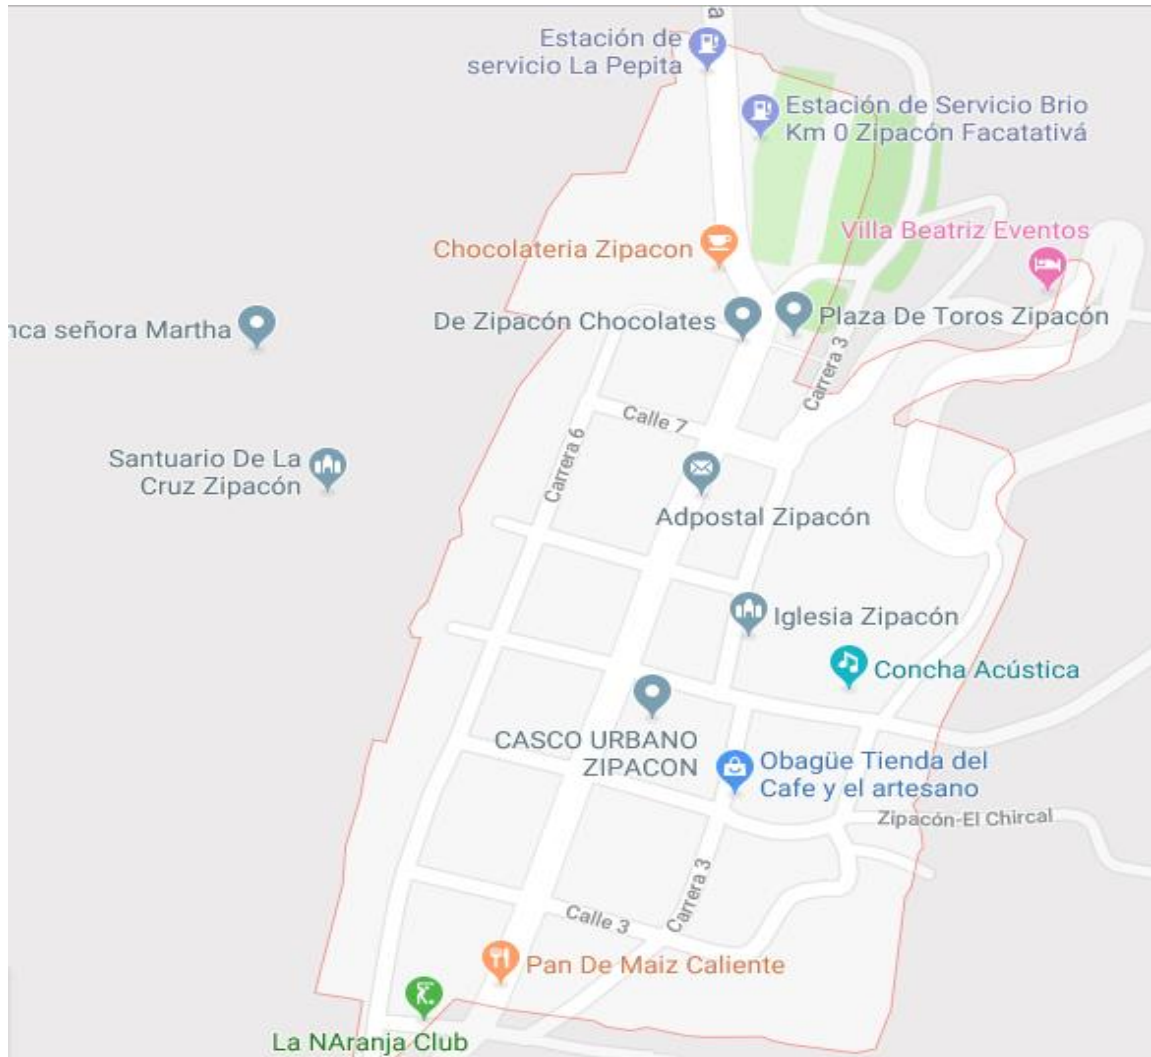 a
Estación de
servicio La Pepita
Estación de Servicio Brio
Km 0 Zipacón Facatativá
Villa Beatriz Eventos
Chocolateria Zipacon
De Zipacón Chocolates
Plaza De Toros Zipacón
nca señora Martha
Carrera 3
Calle 7
Carrera 6
Santuario De La
Cruz Zipacón
Adpostal Zipacón
Iglesia Zipacón
Concha Acústica
CASCO URBANO
ZIPACON
Obagüe Tienda del
Cafe y el artesano
Zipacón-El Chircal
Carrera 3
Calle 3
Pan De Maiz Caliente
La NAranja Club